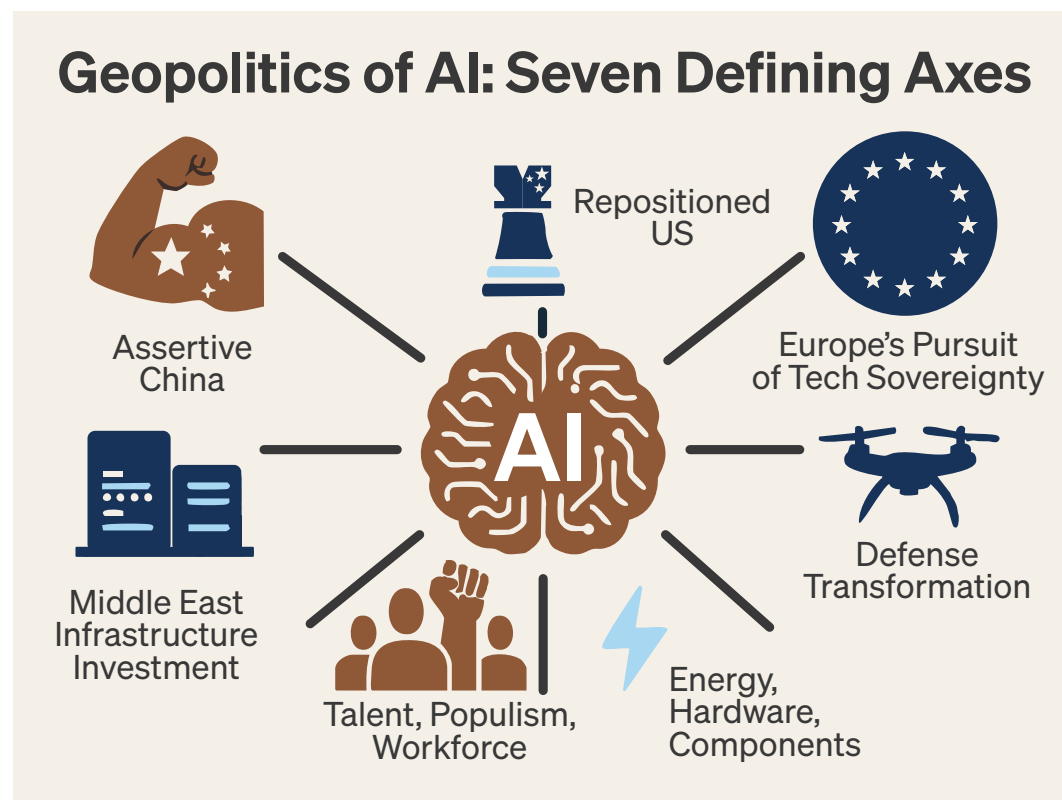 Geopolitics of AI: Seven Defining Axes
Repositioned
US
Assertive
China
Europe's Pursuit
of Tech Sovereignty
AI
Middle East
Infrastructure
Investment
Defense
Transformation
Talent, Populism,
Workforce
Energy,
Hardware,
Components